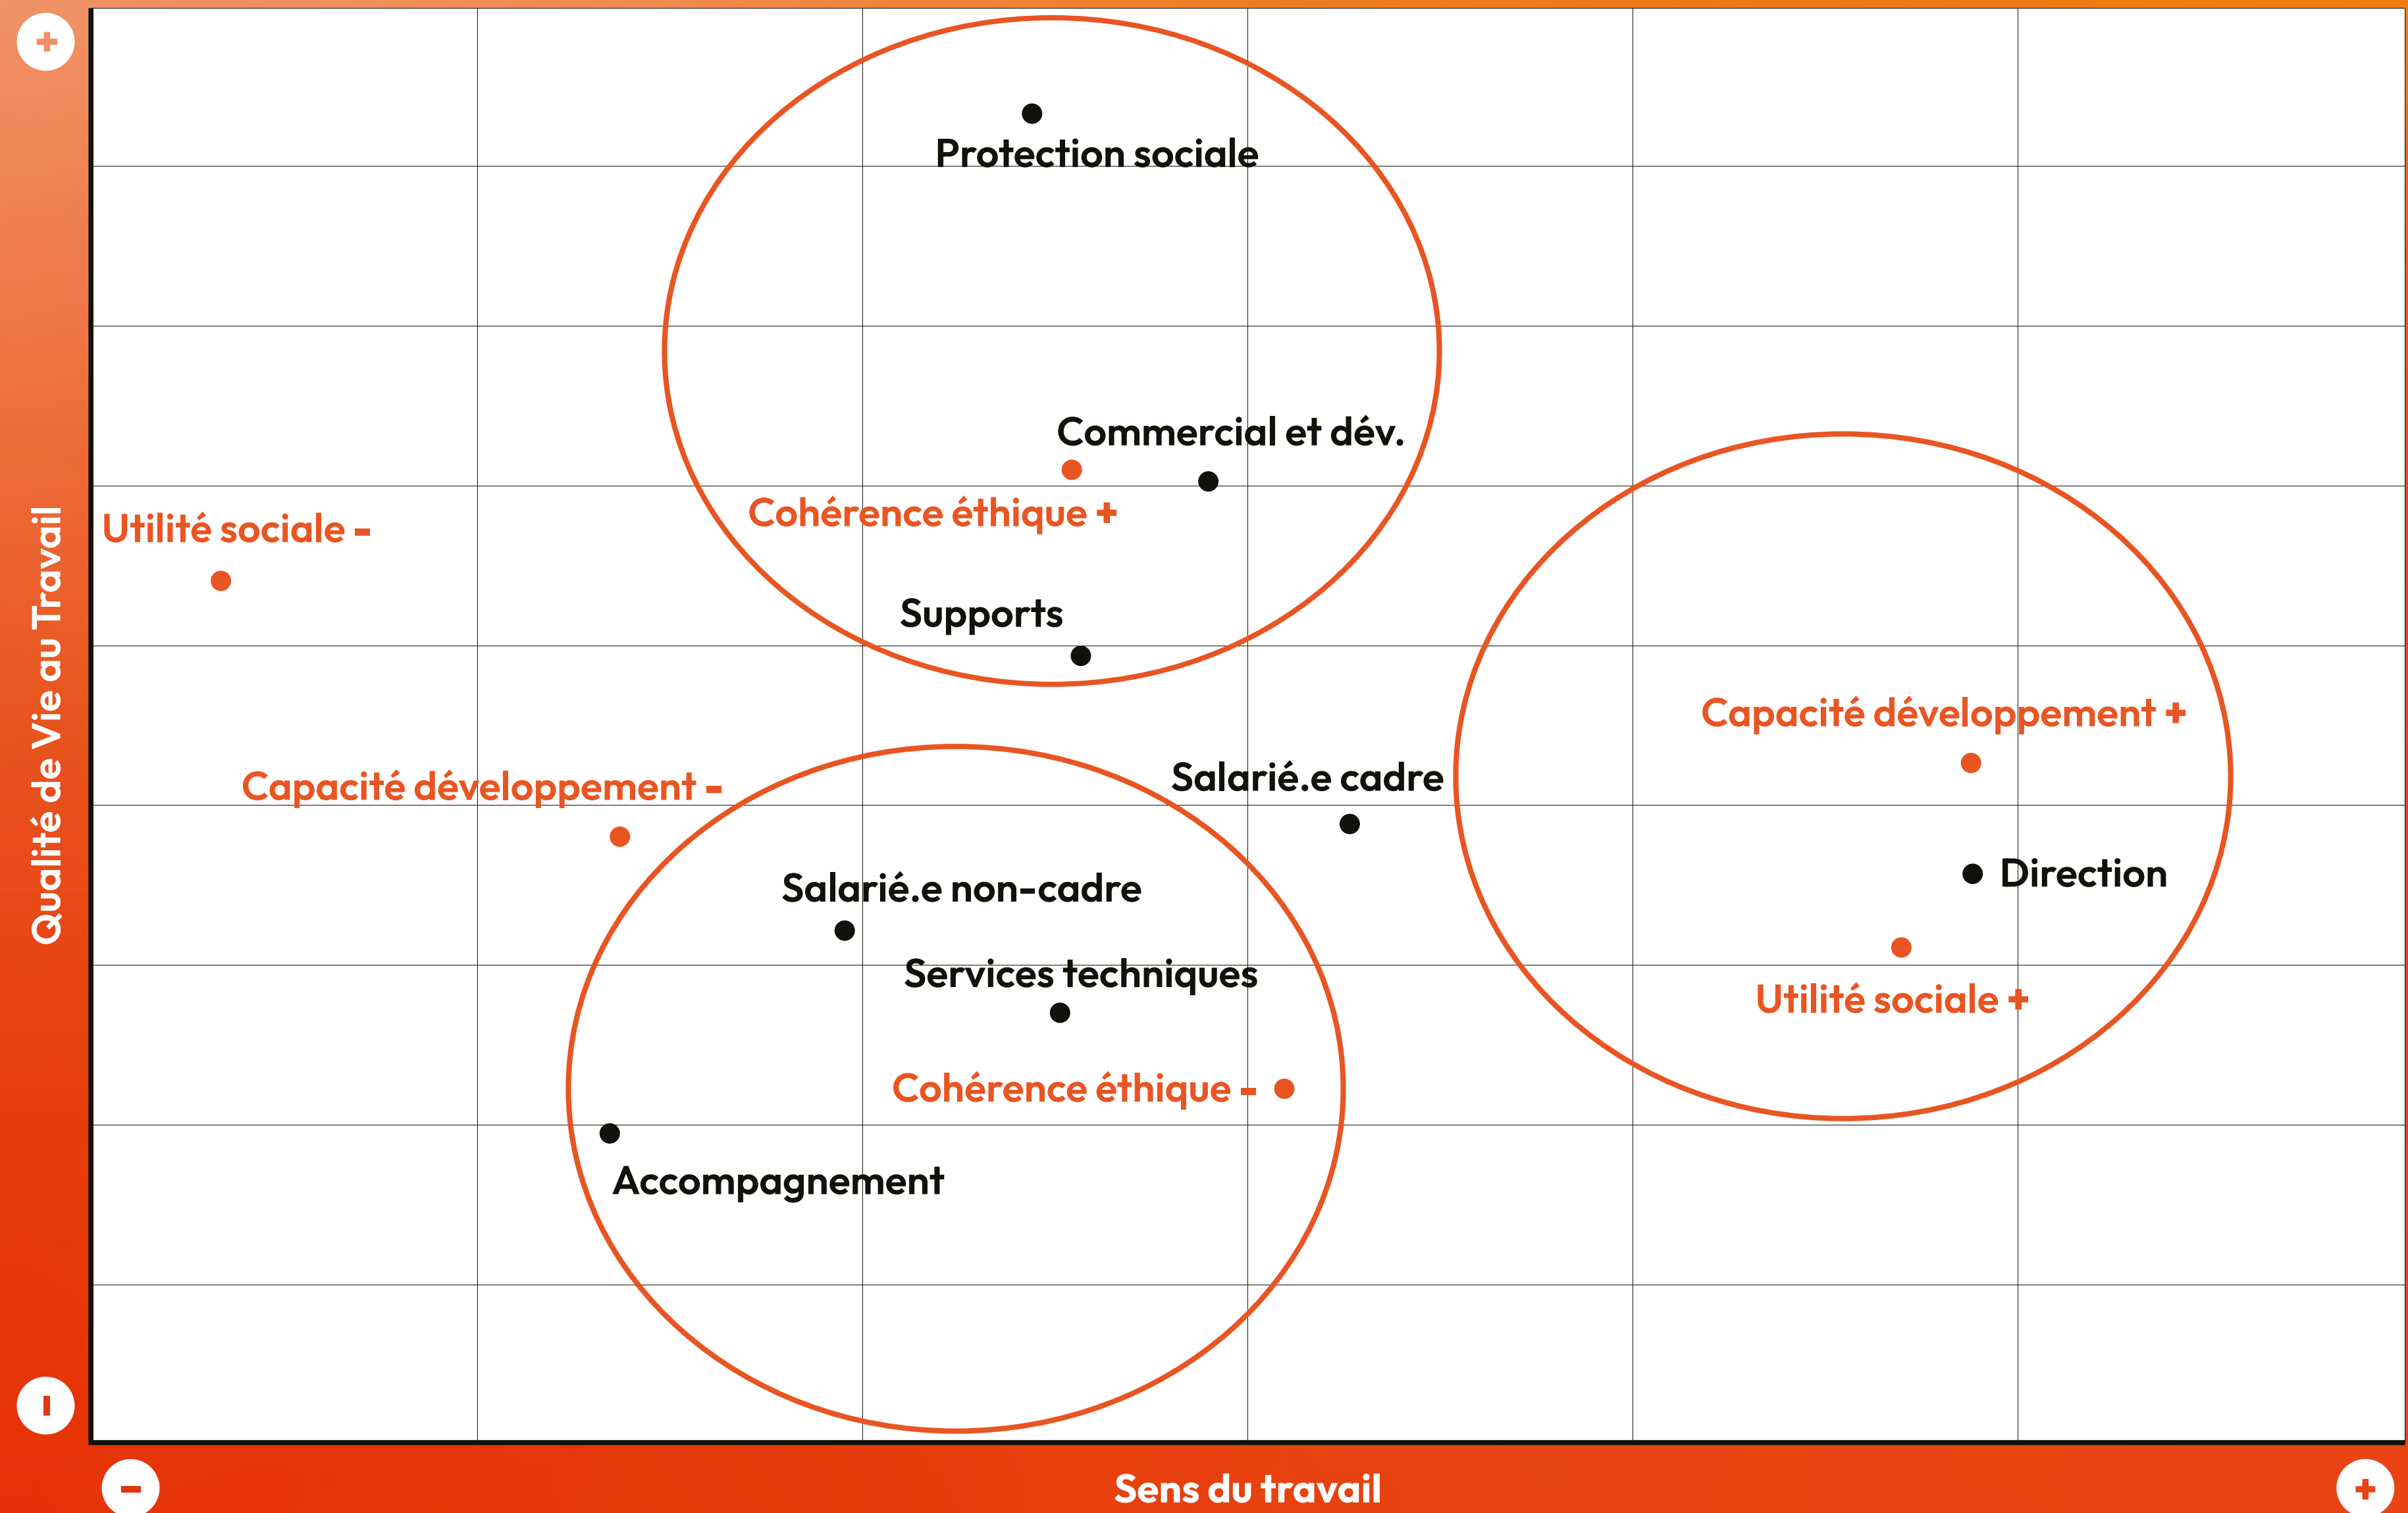 +
Protection sociale
Commercial et dév.
Cohérence éthique +
Utilité sociale -
Supports
Capacité développement +
Salarié.e cadre
Capacité développement -
Direction
Salarié.e non-cadre
Services techniques
Utilité sociale +
Cohérence éthique -
Accompagnement
Qualité de Vie au Travail
-
-
Sens du travail
+